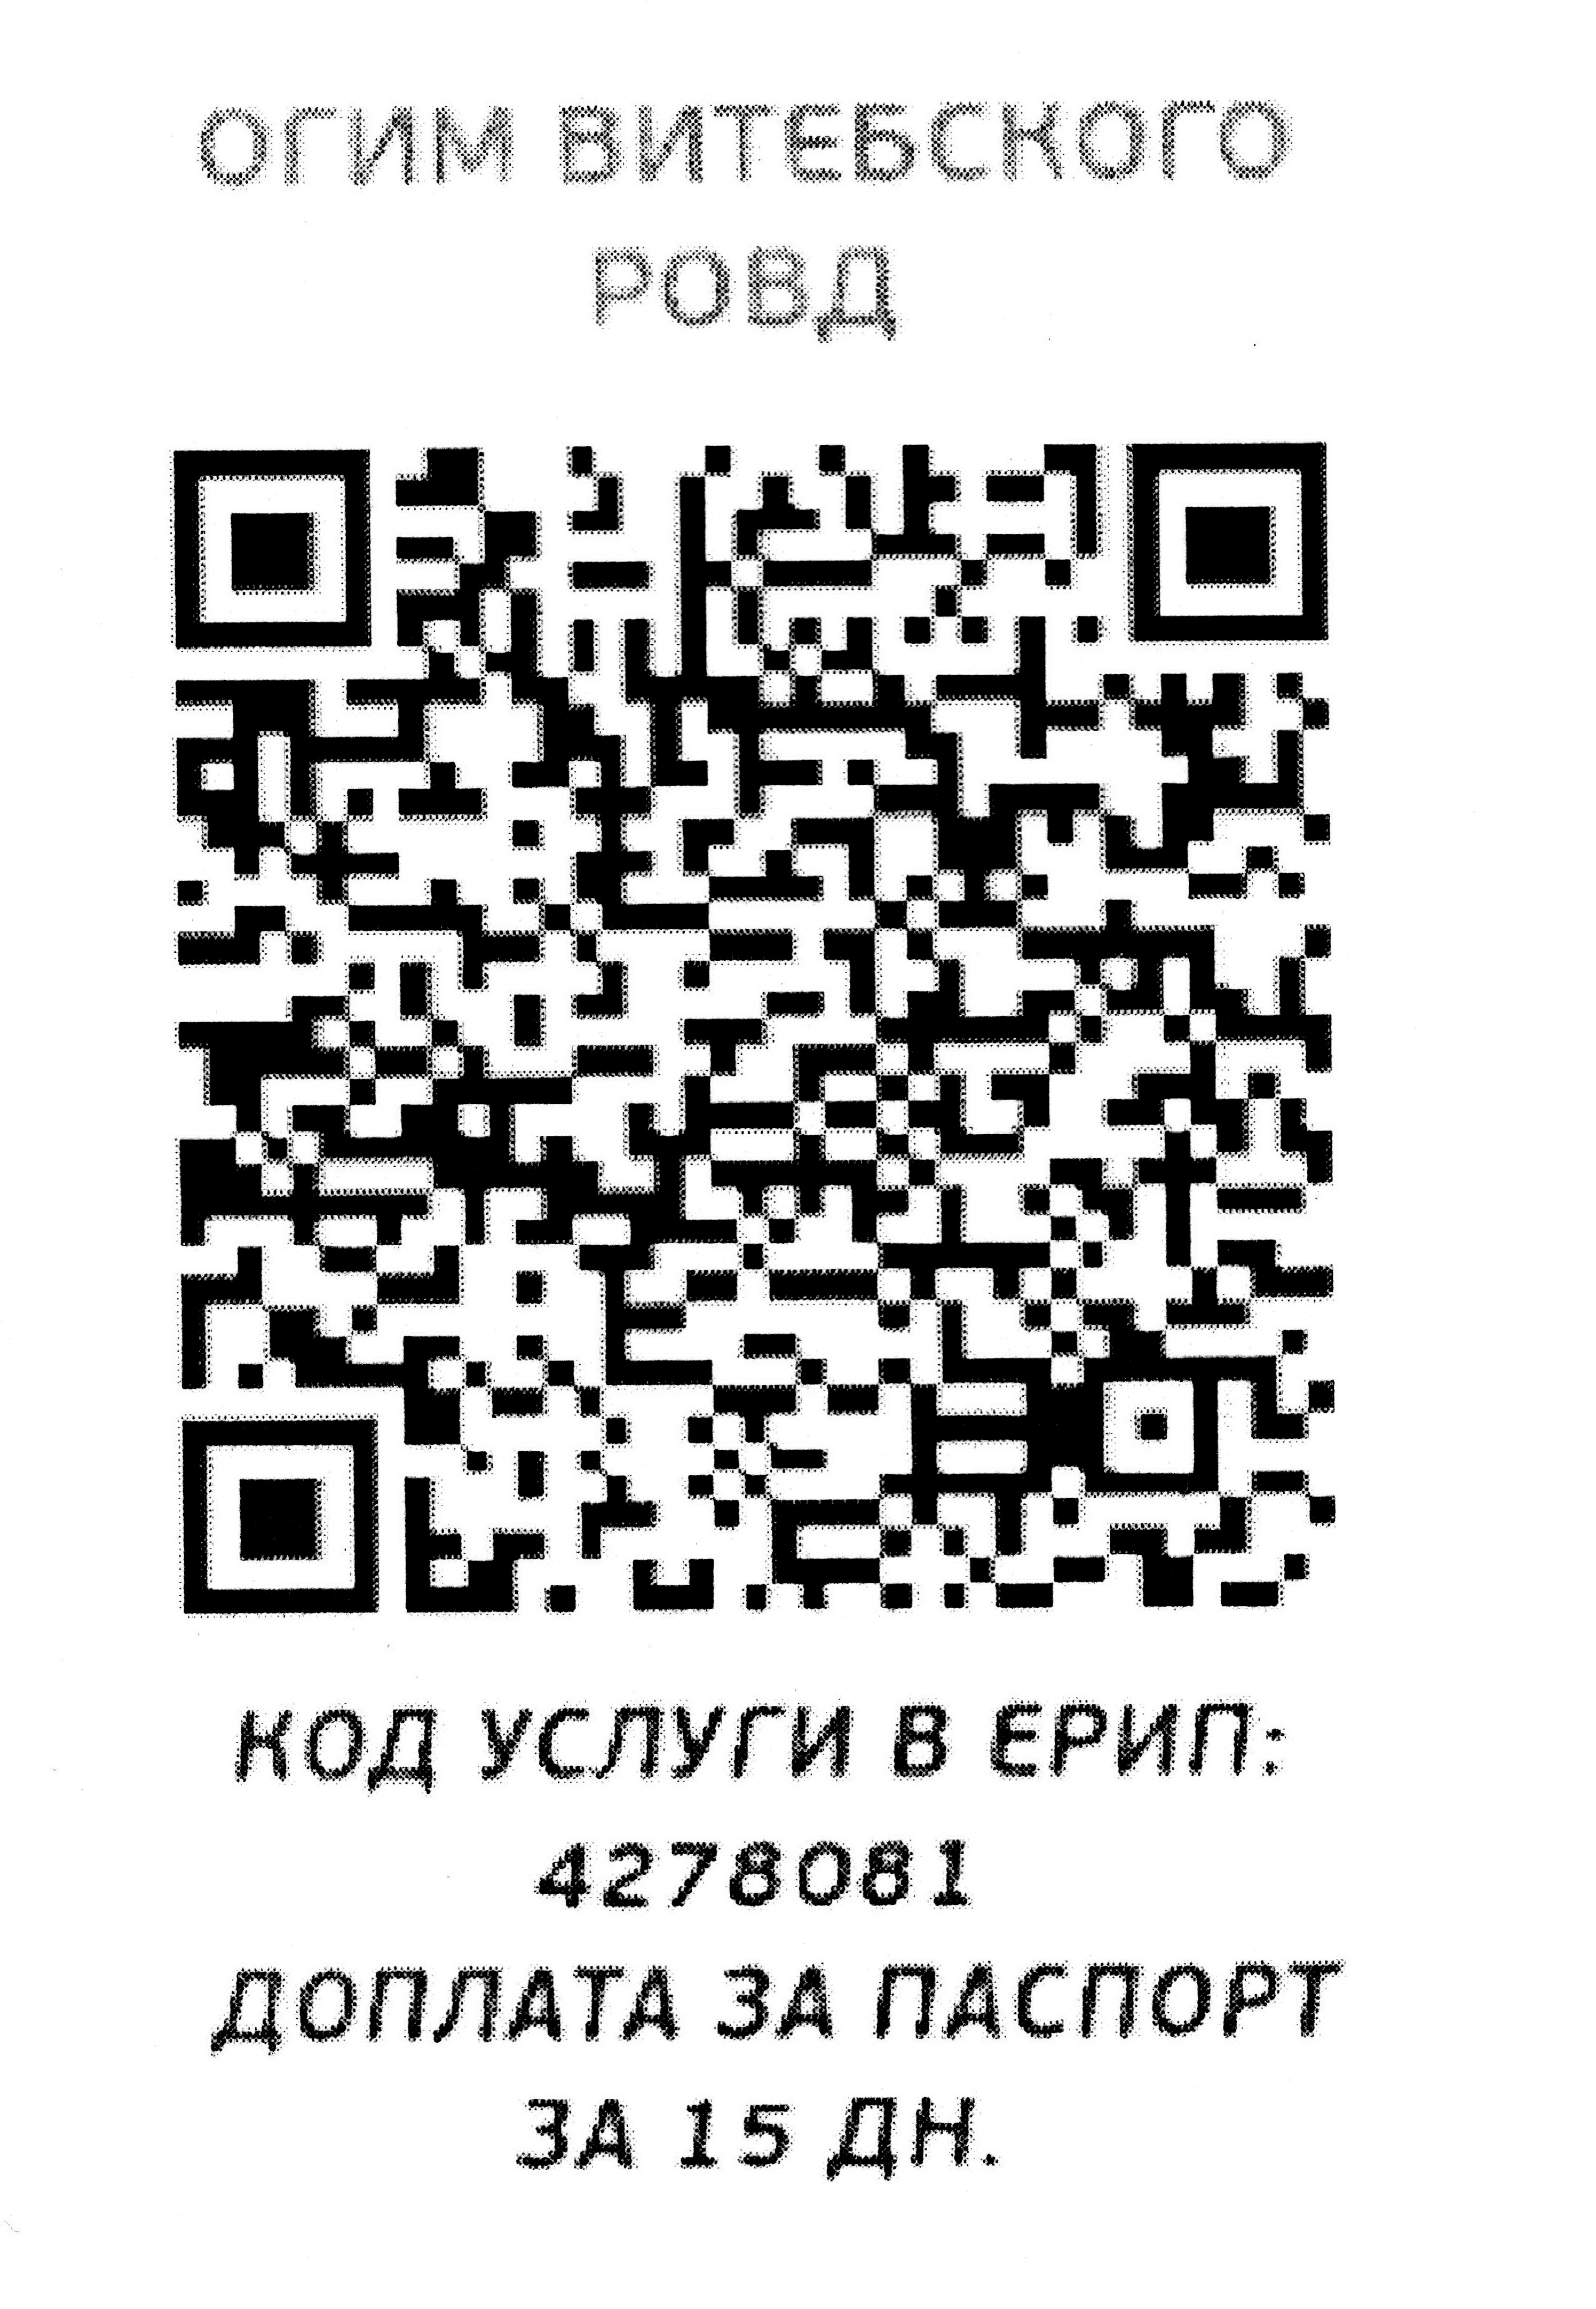 ОГИМ ВИТЕБСКОГО
РОВД
КОД УСЛУГИ В ЕРИП:
4278081
ДОПЛАТА ЗА ПАСПОРТ
ЗА 15 ДН.